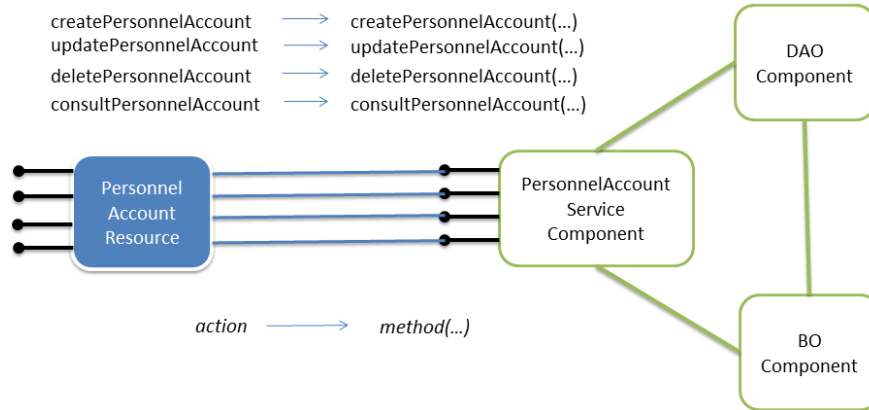 createPersonnelAccount createPersonnelAccount(...)
updatePersonnelAccount updatePersonnelAccount(...)
deletePersonnelAccount deletePersonnelAccount(...)
consultPersonnelAccount consultPersonnelAccount(...)
DAO
Component
Personnel
Account
Resource
PersonnelAccount
Service
Component
action method(...)
BO
Component